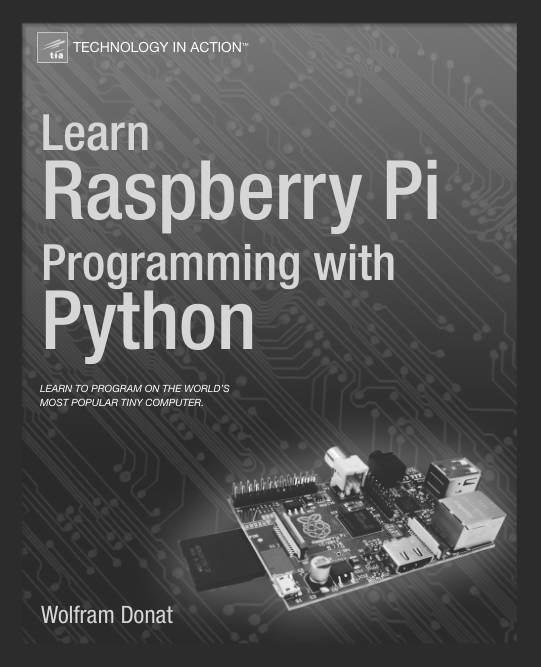 tia
TECHNOLOGY IN ACTION™
Learn
Raspberry Pi
Programming with
Python
LEARN TO PROGRAM ON THE WORLD'S
MOST POPULAR TINY COMPUTER.
Wolfram Donat